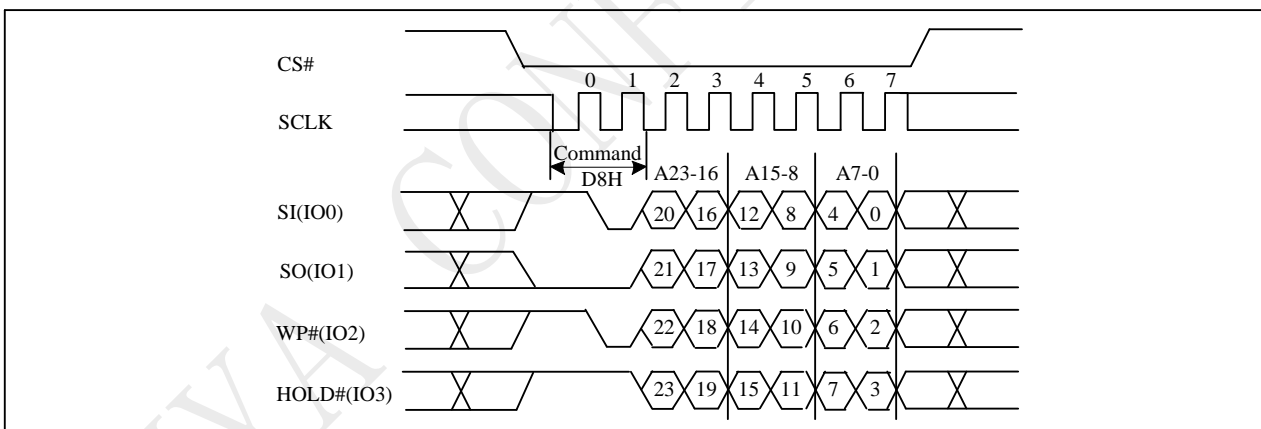 CS#
0 1 2 3 4 5 6 7
SCLK
Command
D8H
A23-16 A15-8 A7-0
SI(IO0) 20 16 12 8 4 0
SO(IO1) 21 17 13 9 5 1
WP#(IO2) 22 18 14 10 6 2
HOLD#(IO3) 23 19 15 11 7 3